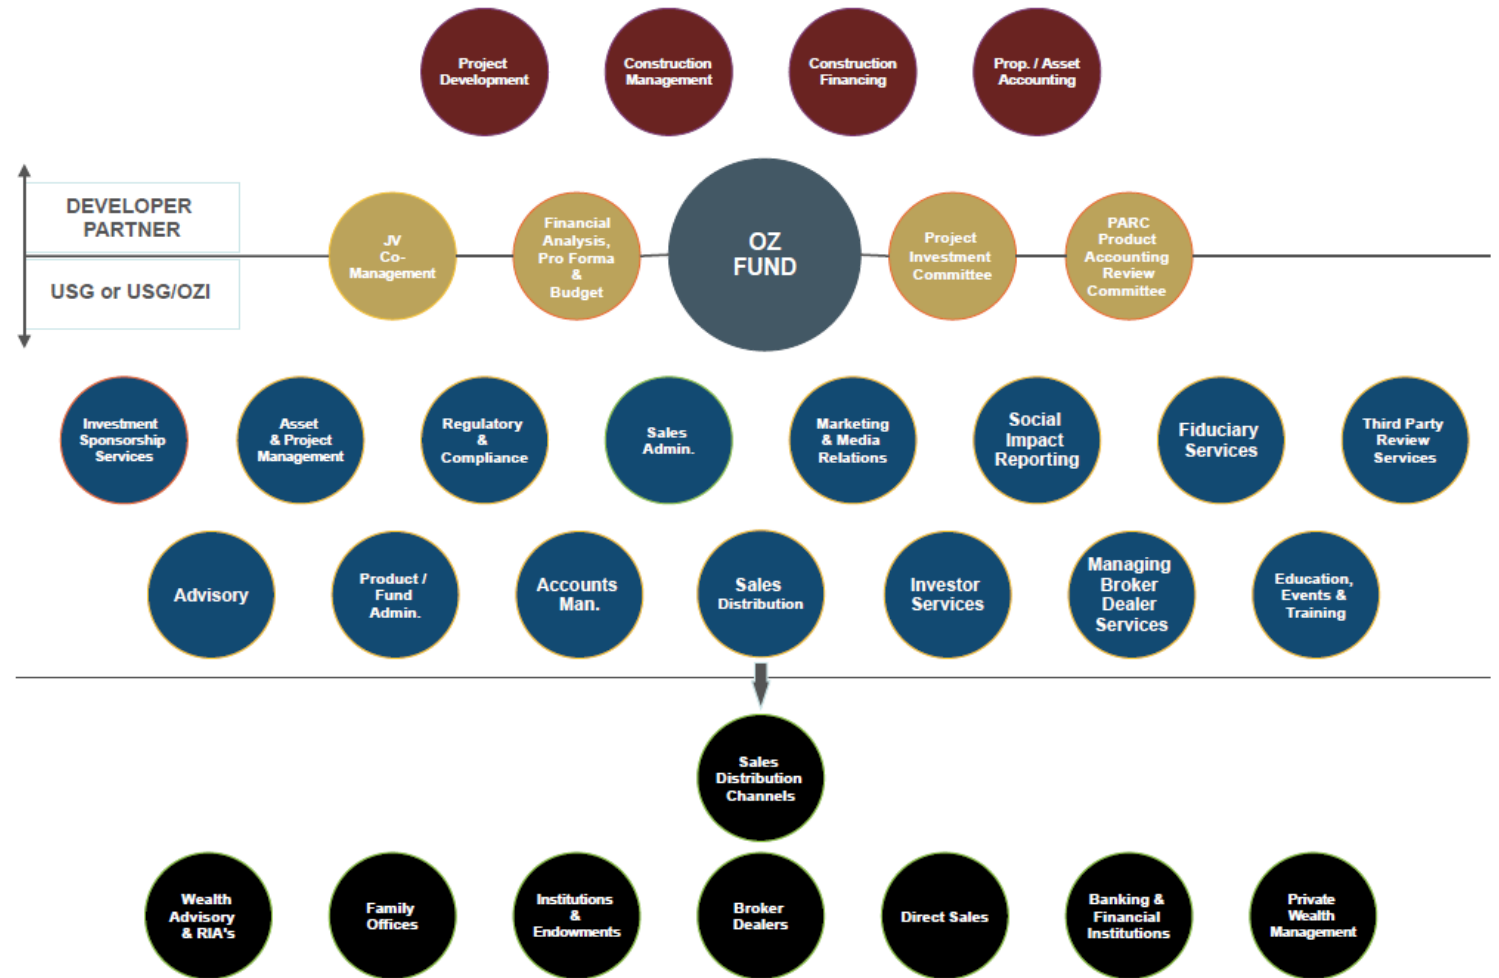 Project
Development
Construction
Management
Construction
Financing
Prop. / Asset
Accounting
DEVELOPER
PARTNER
USG or USG/OZI
JV
Co-
Management
Financial
Analysis,
Pro Forma
&
Budget
OZ
FUND
Project
Investment
Committee
PARC
Product
Accounting
Review
Committee
Investment
Sponsorship
Services
Asset
& Project
Management
Regulatory
&
Compliance
Sales
Admin.
Marketing
& Media
Relations
Social
Impact
Reporting
Fiduciary
Services
Third Party
Review
Services
Advisory
Product /
Fund
Admin.
Accounts
Man.
Sales
Distribution
Investor
Services
Managing
Broker
Dealer
Services
Education,
Events &
Training
Sales
Distribution
Channels
Wealth
Advisory
& RIA's
Family
Offices
Institutions
&
Endowments
Broker
Dealers
Direct Sales
Banking &
Financial
Institutions
Private
Wealth
Management